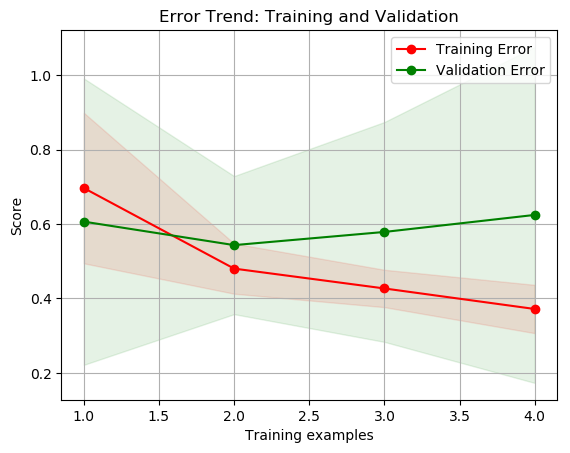 Error Trend: Training and Validation
Training Error
Validation Error
Score
1.0
0.8
0.6
0.4
0.2
1.0 1.5 2.0 2.5 3.0 3.5 4.0
Training examples